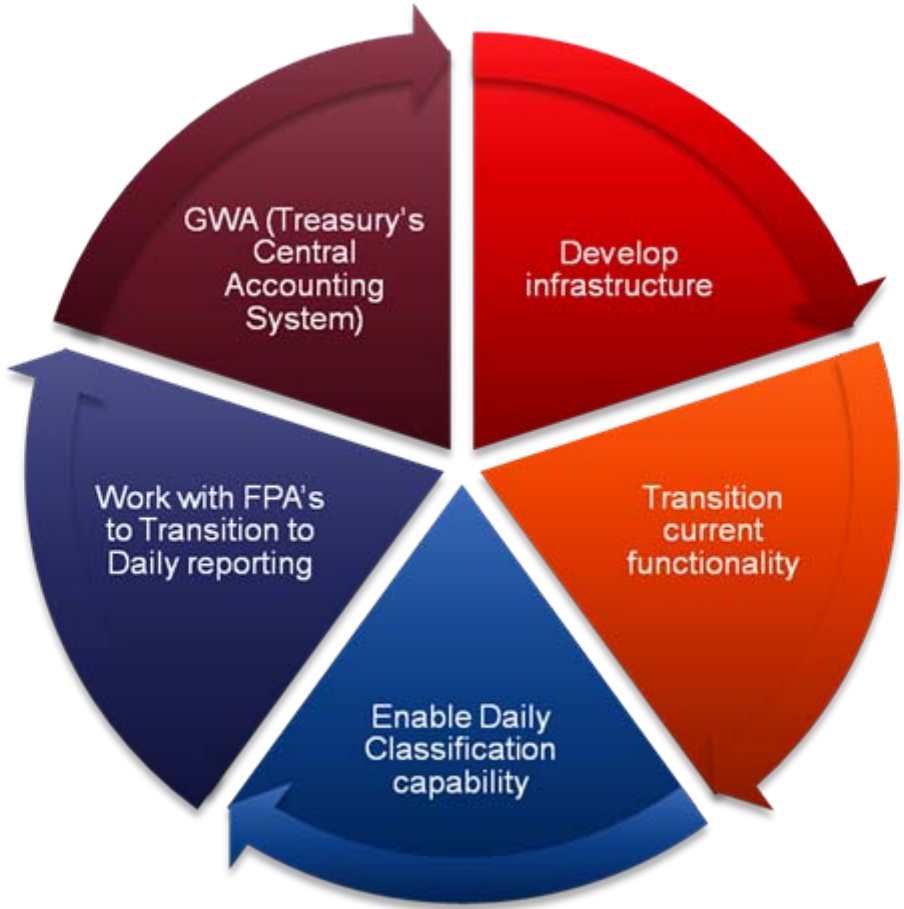 GWA (Treasury's
Central
Accounting
System)
Develop
infrastructure
Transition
current
functionality
Enable Daily
Classification
capability
Work with FPA's
to Transition to
Daily reporting